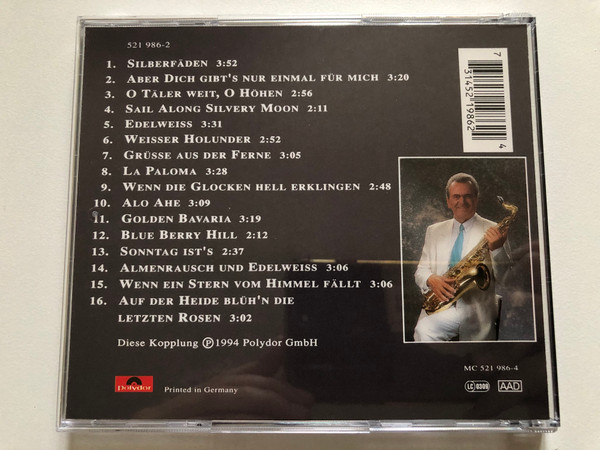 521 986-2
1. Silberfäden 3:52
2. Aber Dich gibt's nur einmal für mich 3:20
3. O Täler weit, O Höhen 2:56
4. Sail Along Silvery Moon 2:11
5. Edelweiss 3:31
6. Weisser Holunder 2:52
7. Grüsse aus der Ferne 3:05
8. La Paloma 3:28
9. Wenn die Glocken hell erklingen 2:48
10. Alo Ahe 3:09
11. Golden Bavaria 3:19
12. Blue Berry Hill 2:12
13. Sonntag ist's 2:37
14. Almenrausch und Edelweiss 3:06
15. Wenn ein Stern vom Himmel fällt 3:06
16. Auf der Heide blüh'n die
letzten Rosen 3:02
Diese Kopplung ℗ 1994 Polydor GmbH
7 31452 19862 4
MC 521 986-4
Polydor
Printed in Germany
LC 0309
AAD